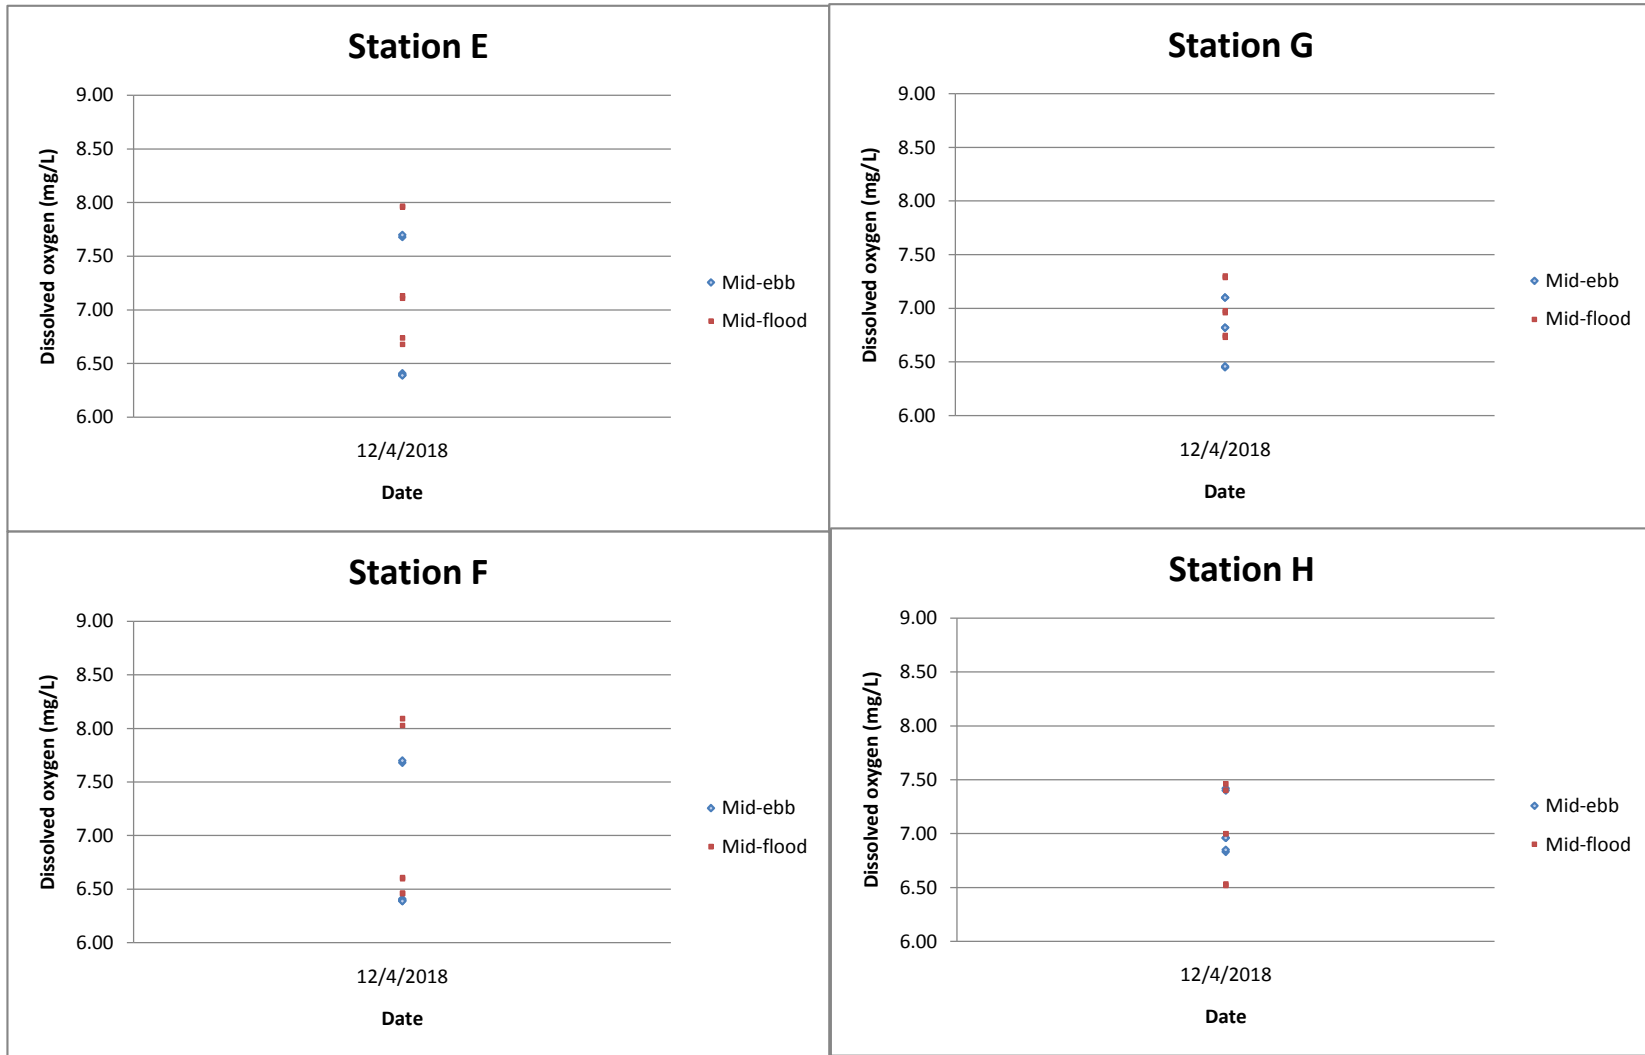 Station E
9.00
8.50
8.00
7.50
7.00
6.50
6.00
Dissolved oxygen (mg/L)
12/4/2018
Date
Mid-ebb
Mid-flood
Station G
9.00
8.50
8.00
7.50
7.00
6.50
6.00
Dissolved oxygen (mg/L)
12/4/2018
Date
Mid-ebb
Mid-flood
Station F
9.00
8.50
8.00
7.50
7.00
6.50
6.00
Dissolved oxygen (mg/L)
12/4/2018
Date
Mid-ebb
Mid-flood
Station H
9.00
8.50
8.00
7.50
7.00
6.50
6.00
Dissolved oxygen (mg/L)
12/4/2018
Date
Mid-ebb
Mid-flood